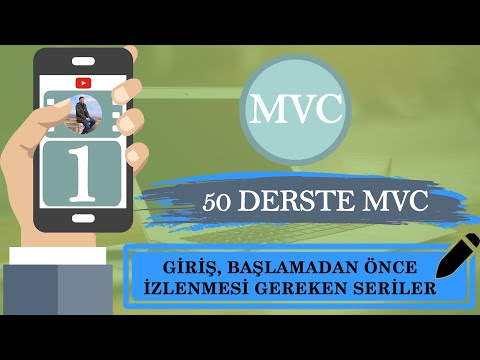 1
MVC
50 DERSTE MVC
GİRİŞ, BAŞLAMADAN ÖNCE
İZLENMESİ GEREKEN SERİLER